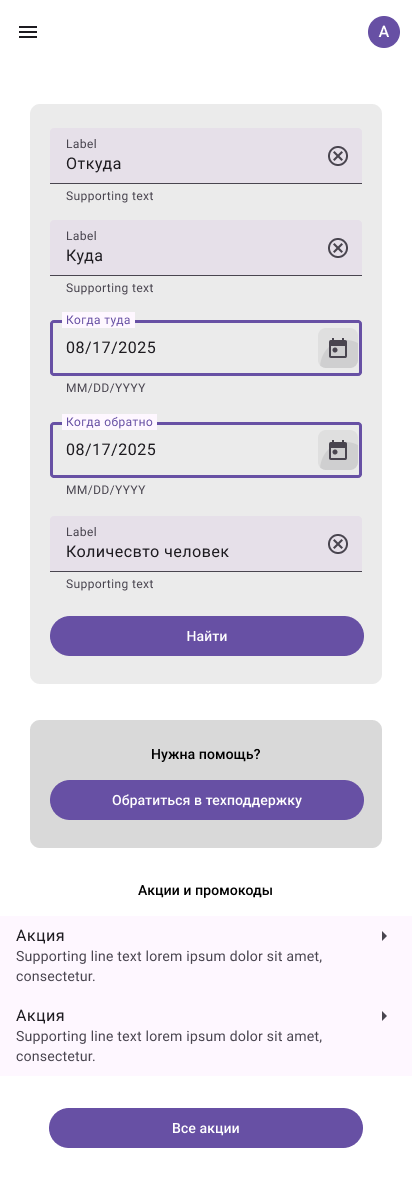 A
Label
Откуда
Supporting text
Label
Куда
Supporting text
Когда туда
08/17/2025
MM/DD/YYYY
Когда обратно
08/17/2025
MM/DD/YYYY
Label
Количесвто человек
Supporting text
Найти
Нужна помощь?
Обратиться в техподдержку
Акции и промокоды
Акция
Supporting line text lorem ipsum dolor sit amet,
consectetur.
Акция
Supporting line text lorem ipsum dolor sit amet,
consectetur.
Все акции